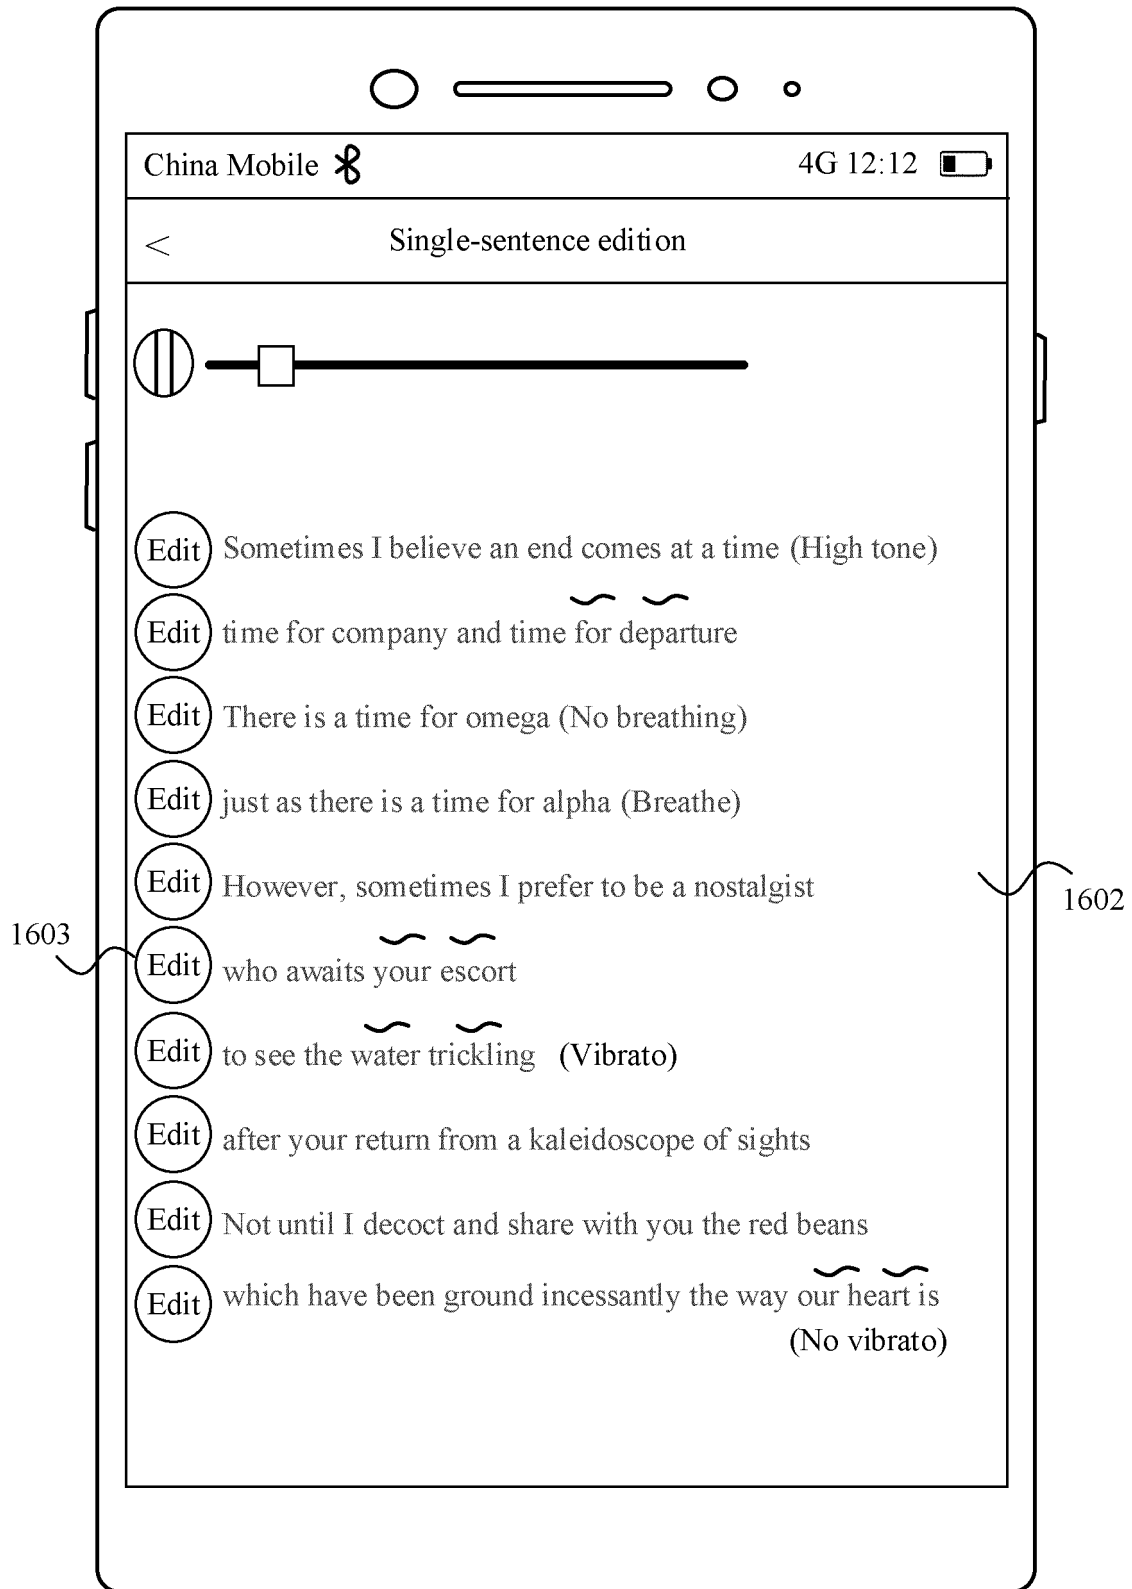 China Mobile 4G 12:12
< Single-sentence edition
Edit Sometimes I believe an end comes at a time (High tone)
Edit time for company and time for departure
Edit There is a time for omega (No breathing)
Edit just as there is a time for alpha (Breathe)
Edit However, sometimes I prefer to be a nostalgist
1602
1603
Edit who awaits your escort
Edit to see the water trickling (Vibrato)
Edit after your return from a kaleidoscope of sights
Edit Not until I decoct and share with you the red beans
Edit which have been ground incessantly the way our heart is
(No vibrato)